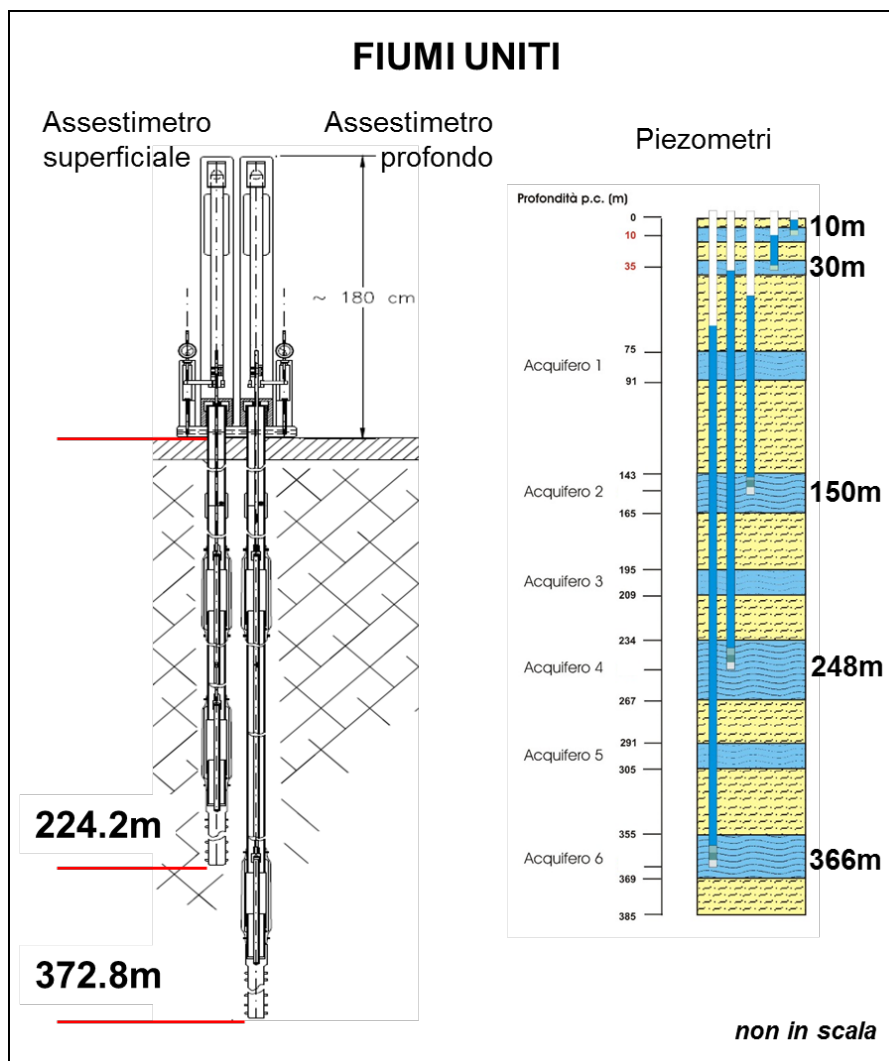 FIUMI UNITI
Assestimetro
superficiale
Assestimetro
profondo
~ 180 cm
224.2m
372.8m
Piezometri
Profondità p.c. (m)
0
10
35
75
91
143
165
195
209
234
267
291
305
355
369
385
Acquifero 1
Acquifero 2
Acquifero 3
Acquifero 4
Acquifero 5
Acquifero 6
10m
30m
150m
248m
366m
non in scala